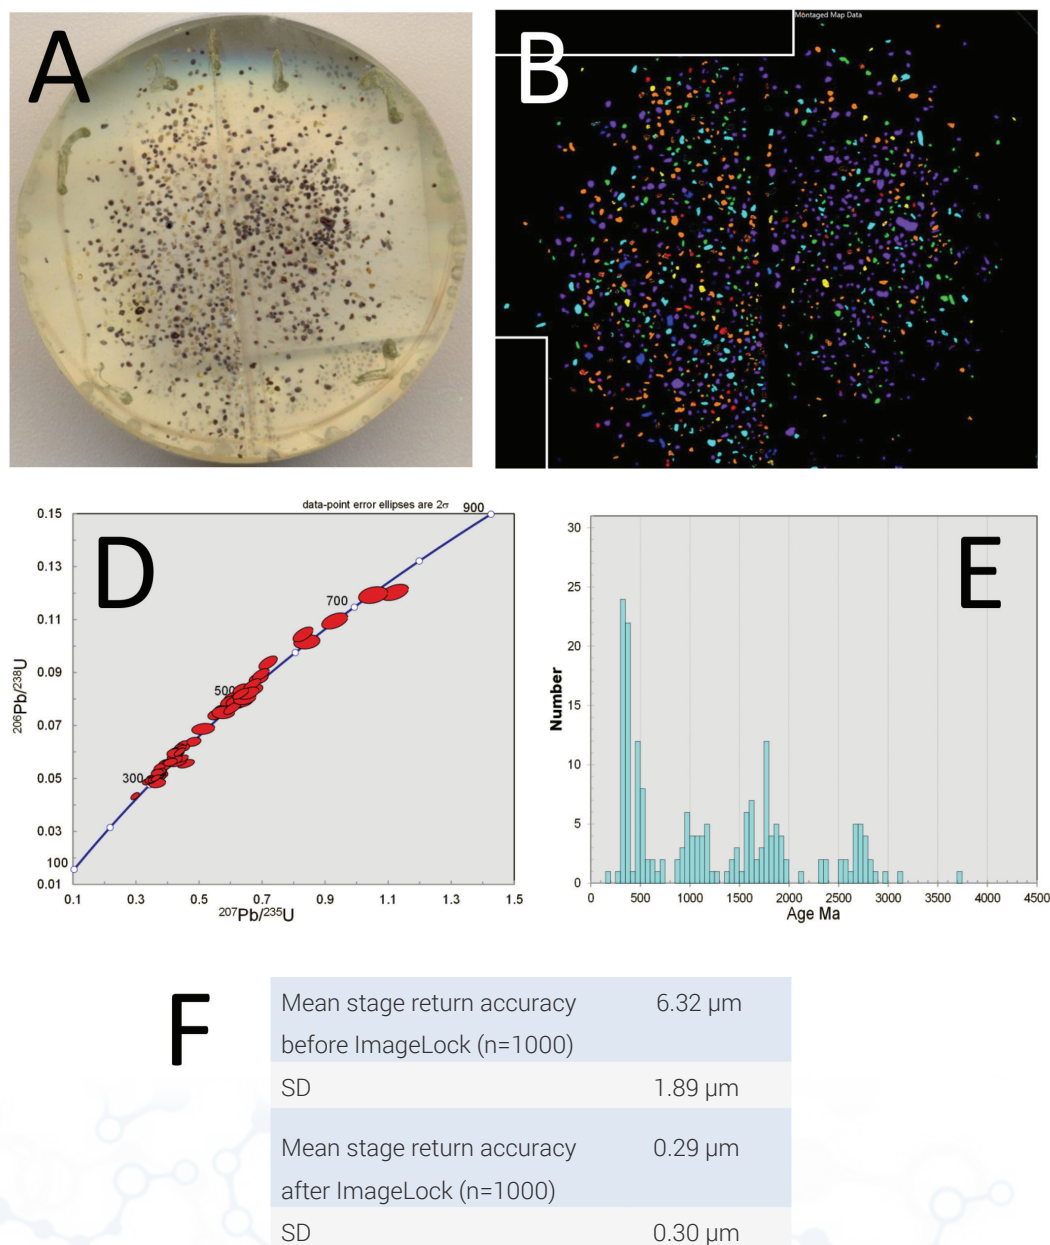 A
B
Montaged Map Data
D
data-point error ellipses are 2σ
900
0.15
0.13
0.11
0.09
0.07
0.05
0.03
0.01
700
500
300
100
206Pb/238U
0.1 0.3 0.5 0.7 0.9 1.1 1.3 1.5
207Pb/235U
E
30
25
20
15
10
5
0
Number
0 500 1000 1500 2000 2500 3000 3500 4000 4500
Age Ma
F
Mean stage return accuracy 6.32 µm
before ImageLock (n=1000)
SD 1.89 µm
Mean stage return accuracy 0.29 µm
after ImageLock (n=1000)
SD 0.30 µm